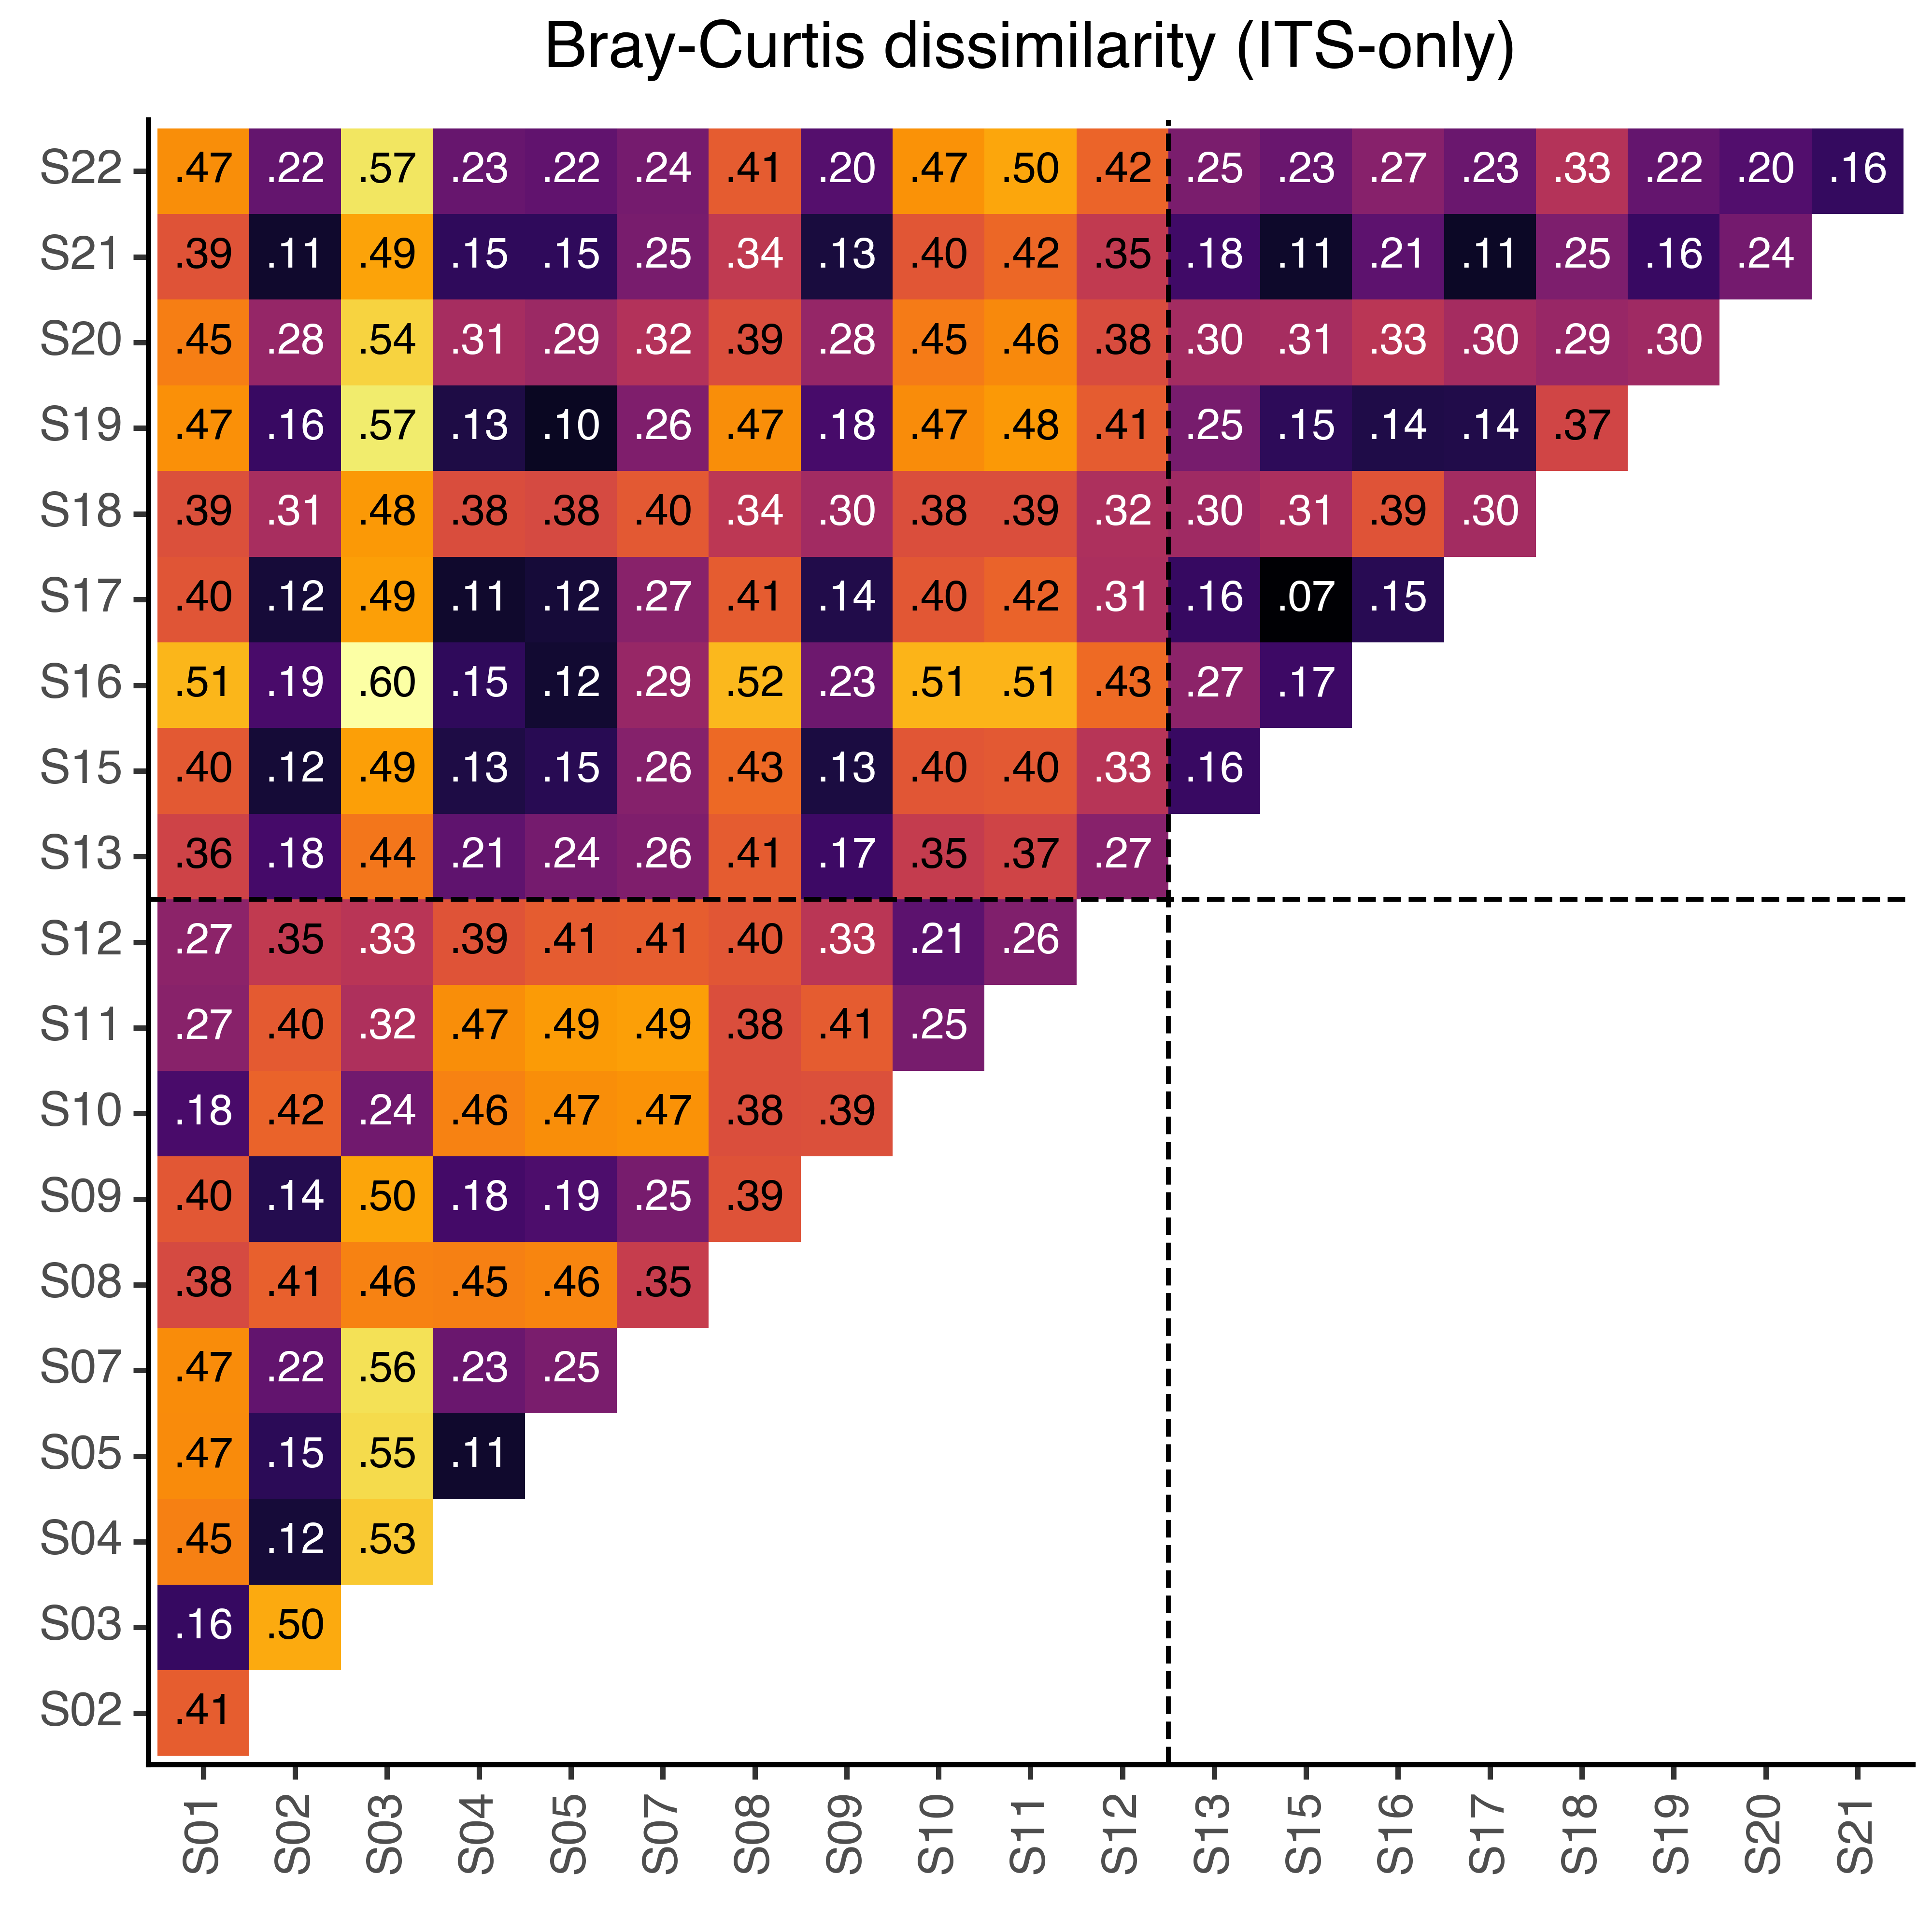 Bray-Curtis dissimilarity (ITS-only)
S22 .47 .22 .57 .23 .22 .24 .41 .20 .47 .50 .42 .25 .23 .27 .23 .33 .22 .20 .16
S21 .39 .11 .49 .15 .15 .25 .34 .13 .40 .42 .35 .18 .11 .21 .11 .25 .16 .24
S20 .45 .28 .54 .31 .29 .32 .39 .28 .45 .46 .38 .30 .31 .33 .30 .29 .30
S19 .47 .16 .57 .13 .10 .26 .47 .18 .47 .48 .41 .25 .15 .14 .14 .37
S18 .39 .31 .48 .38 .38 .40 .34 .30 .38 .39 .32 .30 .31 .39 .30
S17 .40 .12 .49 .11 .12 .27 .41 .14 .40 .42 .31 .16 .07 .15
S16 .51 .19 .60 .15 .12 .29 .52 .23 .51 .51 .43 .27 .17
S15 .40 .12 .49 .13 .15 .26 .43 .13 .40 .40 .33 .16
S13 .36 .18 .44 .21 .24 .26 .41 .17 .35 .37 .27
S12 .27 .35 .33 .39 .41 .41 .40 .33 .21 .26
S11 .27 .40 .32 .47 .49 .49 .38 .41 .25
S10 .18 .42 .24 .46 .47 .47 .38 .39
S09 .40 .14 .50 .18 .19 .25 .39
S08 .38 .41 .46 .45 .46 .35
S07 .47 .22 .56 .23 .25
S05 .47 .15 .55 .11
S04 .45 .12 .53
S03 .16 .50
S02 .41
S01 S02 S03 S04 S05 S07 S08 S09 S10 S11 S12 S13 S15 S16 S17 S18 S19 S20 S21